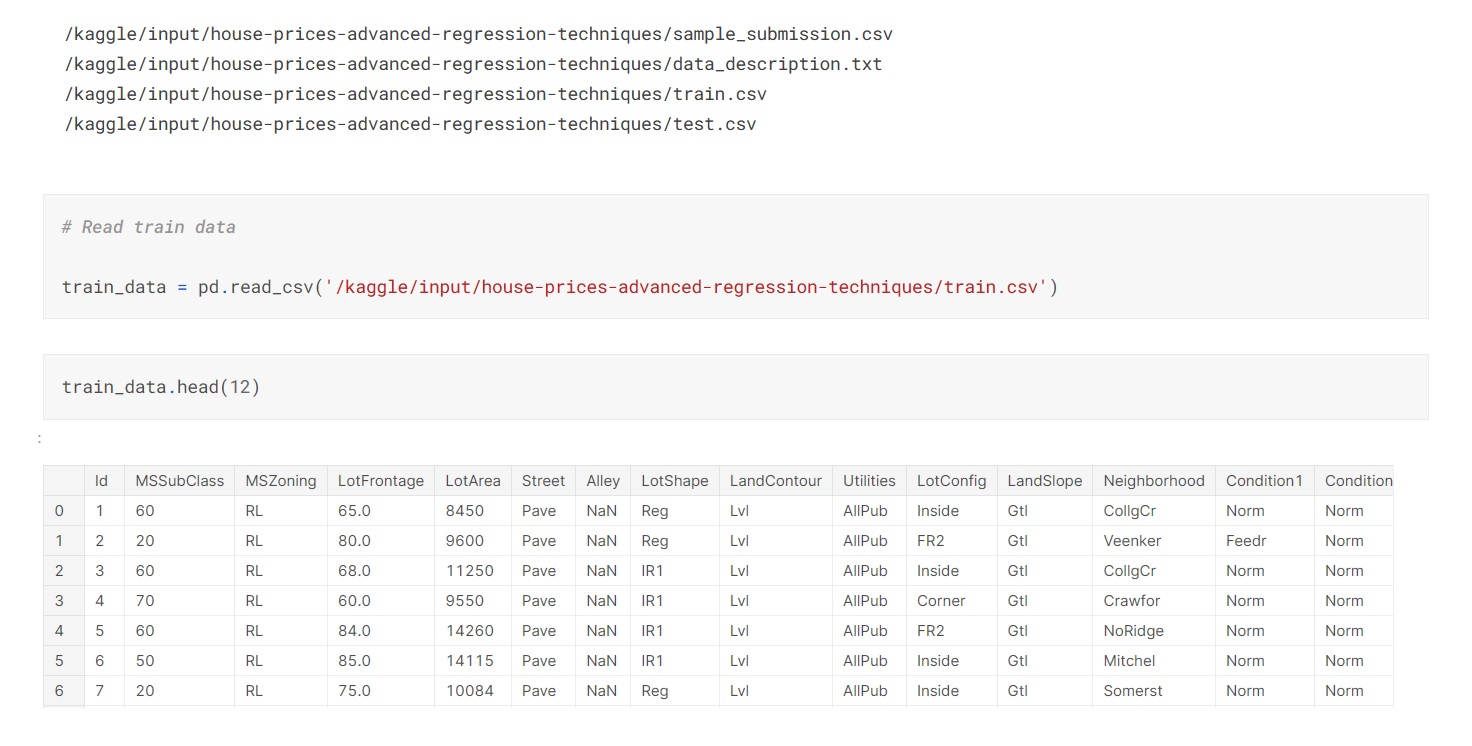 /kaggle/input/house-prices-advanced-regression-techniques/sample_submission.csv
/kaggle/input/house-prices-advanced-regression-techniques/data_description.txt
/kaggle/input/house-prices-advanced-regression-techniques/train.csv
/kaggle/input/house-prices-advanced-regression-techniques/test.csv
# Read train data
train_data = pd.read_csv('/kaggle/input/house-prices-advanced-regression-techniques/train.csv')
train_data.head(12)
:
Id MSSubClass MSZoning LotFrontage LotArea Street Alley LotShape LandContour Utilities LotConfig LandSlope Neighborhood Condition1 Condition
0 1 60 RL 65.0 8450 Pave NaN Reg Lvl AllPub Inside Gtl CollgCr Norm Norm
1 2 20 RL 80.0 9600 Pave NaN Reg Lvl AllPub FR2 Gtl Veenker Feedr Norm
2 3 60 RL 68.0 11250 Pave NaN IR1 Lvl AllPub Inside Gtl CollgCr Norm Norm
3 4 70 RL 60.0 9550 Pave NaN IR1 Lvl AllPub Corner Gtl Crawfor Norm Norm
4 5 60 RL 84.0 14260 Pave NaN IR1 Lvl AllPub FR2 Gtl NoRidge Norm Norm
5 6 50 RL 85.0 14115 Pave NaN IR1 Lvl AllPub Inside Gtl Mitchel Norm Norm
6 7 20 RL 75.0 10084 Pave NaN Reg Lvl AllPub Inside Gtl Somerst Norm Norm